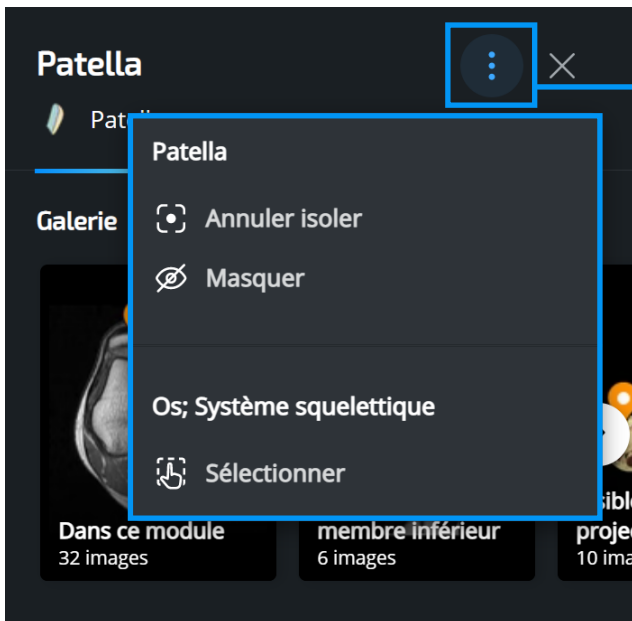 Patella
Patella
Annuler isoler
Masquer
Os; Système squelettique
Sélectionner
Galerie
Dans ce module
32 images
membre inférieur
6 images
10